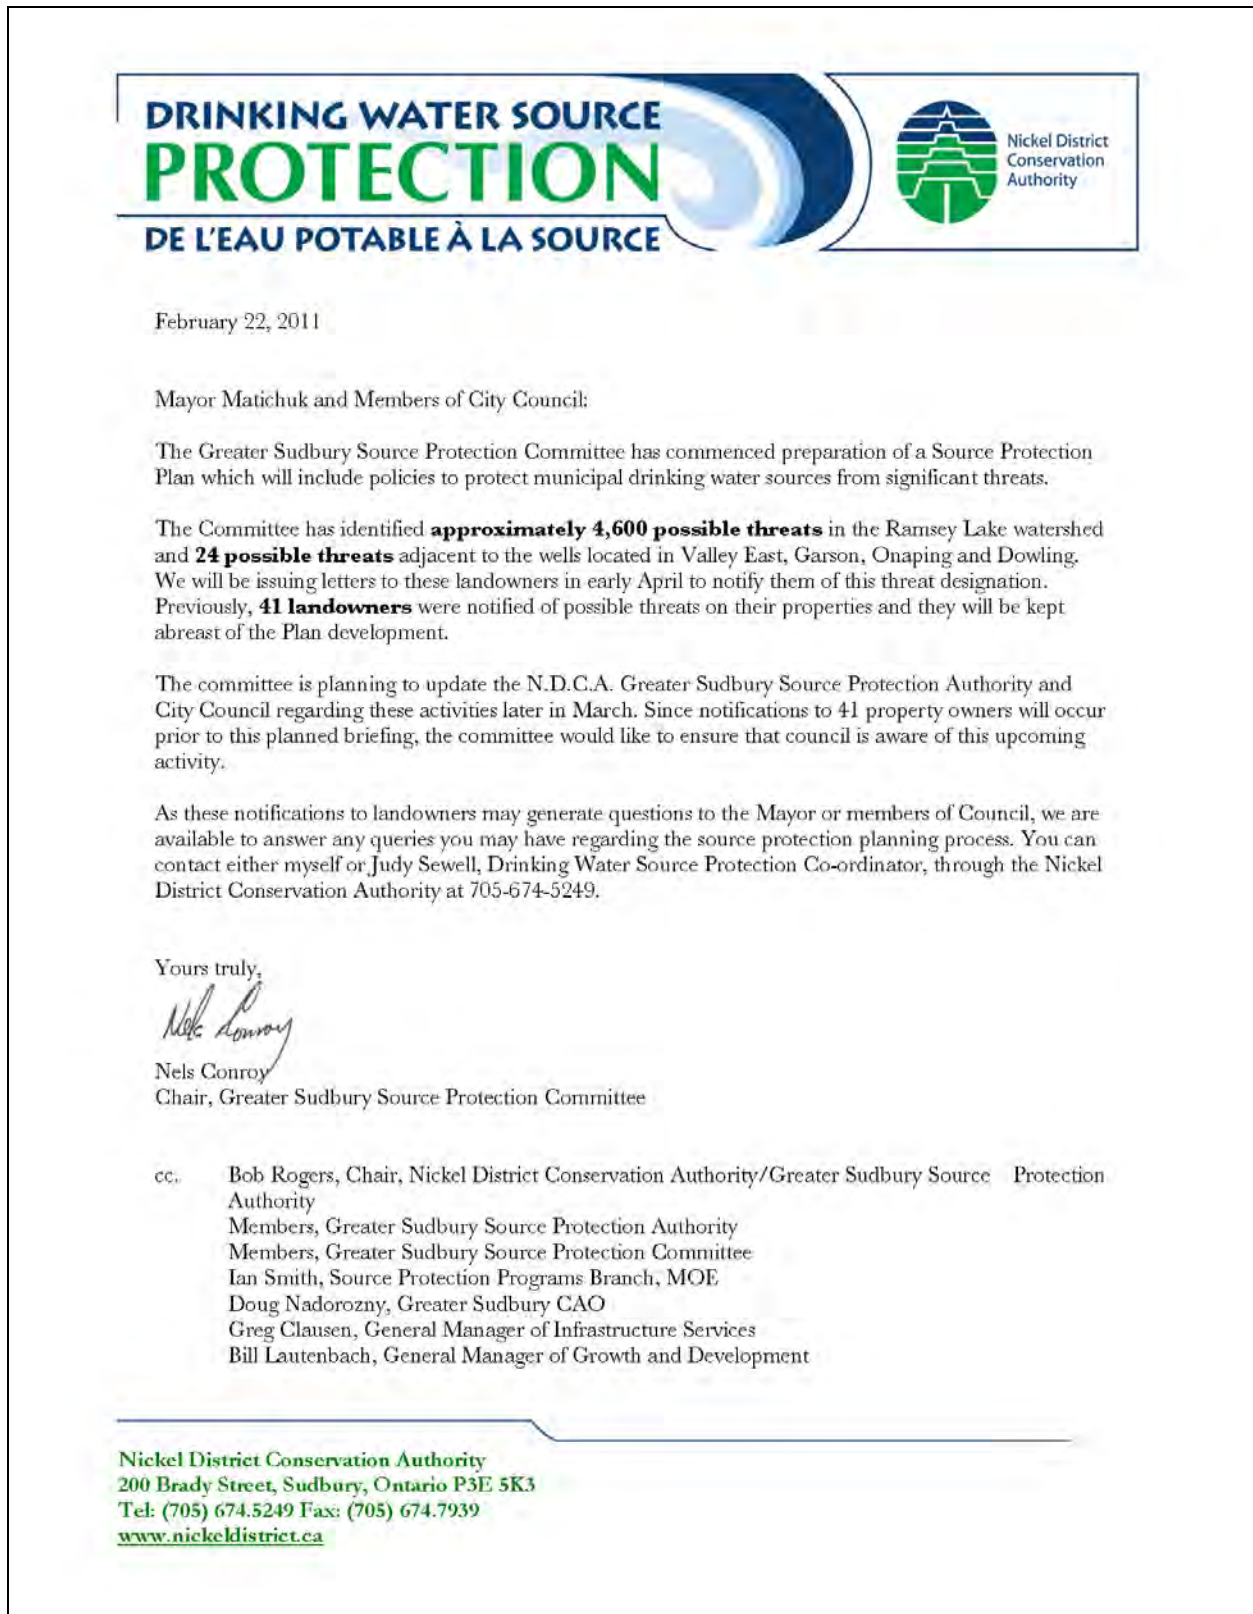 DRINKING WATER SOURCE
PROTECTION
DE L'EAU POTABLE À LA SOURCE
Nickel District
Conservation
Authority
February 22, 2011
Mayor Matichuk and Members of City Council:
The Greater Sudbury Source Protection Committee has commenced preparation of a Source Protection
Plan which will include policies to protect municipal drinking water sources from significant threats.
The Committee has identified approximately 4,600 possible threats in the Ramsey Lake watershed
and 24 possible threats adjacent to the wells located in Valley East, Garson, Onaping and Dowling.
We will be issuing letters to these landowners in early April to notify them of this threat designation.
Previously, 41 landowners were notified of possible threats on their properties and they will be kept
abreast of the Plan development.
The committee is planning to update the N.D.C.A. Greater Sudbury Source Protection Authority and
City Council regarding these activities later in March. Since notifications to 41 property owners will occur
prior to this planned briefing, the committee would like to ensure that council is aware of this upcoming
activity.
As these notifications to landowners may generate questions to the Mayor or members of Council, we are
available to answer any queries you may have regarding the source protection planning process. You can
contact either myself or Judy Sewell, Drinking Water Source Protection Co-ordinator, through the Nickel
District Conservation Authority at 705-674-5249.
Yours truly,
Nels Conroy
Nels Conroy
Chair, Greater Sudbury Source Protection Committee
cc. Bob Rogers, Chair, Nickel District Conservation Authority/Greater Sudbury Source Protection
Authority
Members, Greater Sudbury Source Protection Authority
Members, Greater Sudbury Source Protection Committee
Ian Smith, Source Protection Programs Branch, MOE
Doug Nadorozny, Greater Sudbury CAO
Greg Clausen, General Manager of Infrastructure Services
Bill Lautenbach, General Manager of Growth and Development
Nickel District Conservation Authority
200 Brady Street, Sudbury, Ontario P3E 5K3
Tel: (705) 674.5249 Fax: (705) 674.7939
www.nickeldistrict.ca